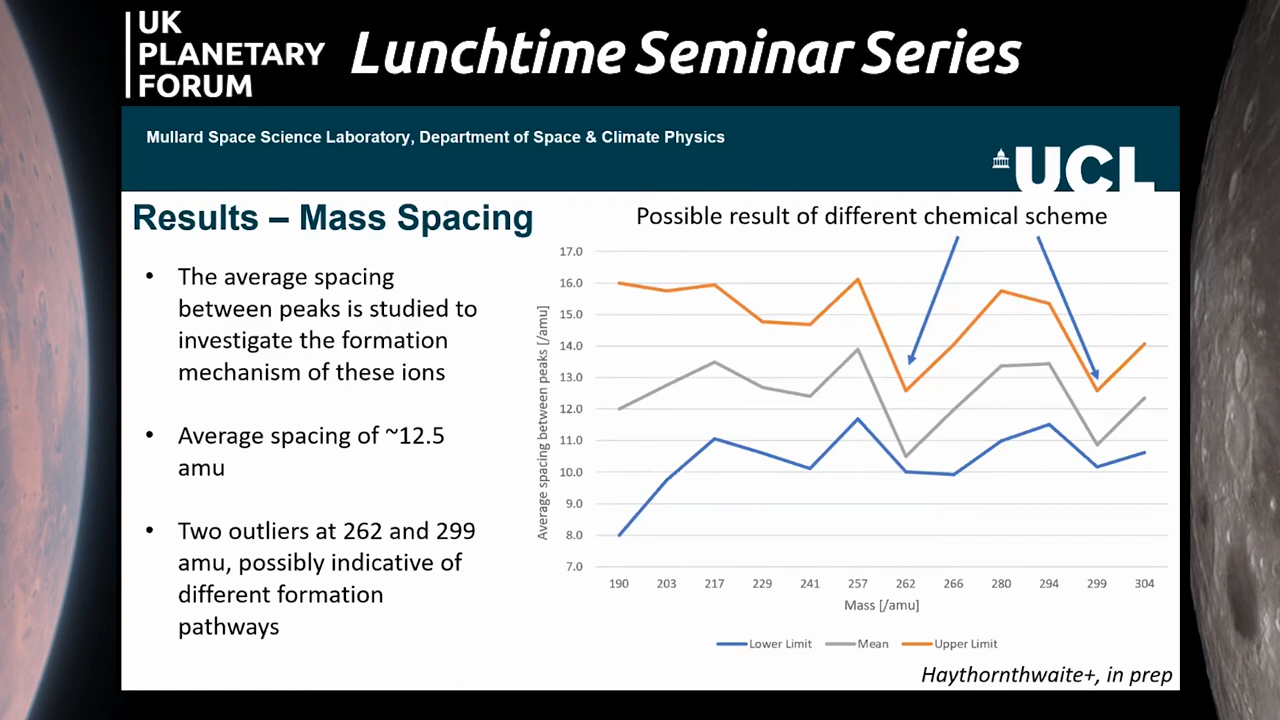 UK
PLANETARY
FORUM
Lunchtime Seminar Series
Mullard Space Science Laboratory, Department of Space & Climate Physics
UCL
Results – Mass Spacing
• The average spacing
between peaks is studied to
investigate the formation
mechanism of these ions
• Average spacing of ~12.5
amu
• Two outliers at 262 and 299
amu, possibly indicative of
different formation
pathways
Possible result of different chemical scheme
Average spacing between peaks [/amu]
17.0
16.0
15.0
14.0
13.0
12.0
11.0
10.0
9.0
8.0
7.0
190 203 217 229 241 257 262 266 280 294 299 304
Mass [/amu]
Lower Limit Mean Upper Limit
Haythornthwaite+, in prep